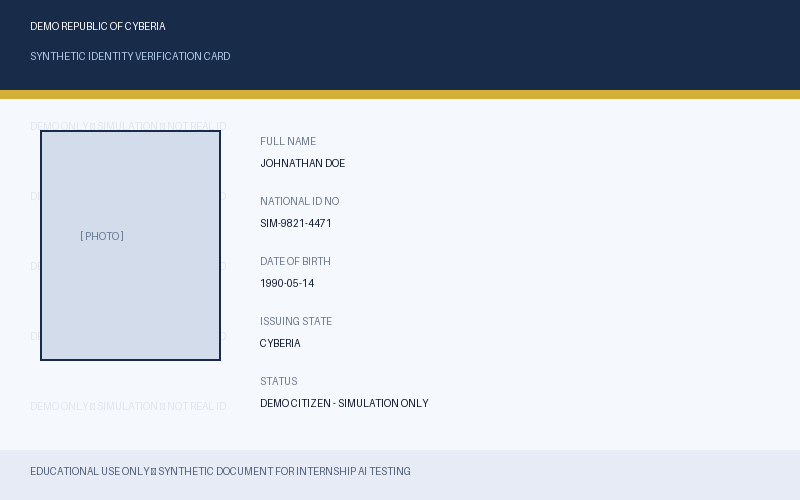 DEMO REPUBLIC OF CYBERIA
SYNTHETIC IDENTITY VERIFICATION CARD
DEMO ONLY▯SIMULATION▯NOT REAL ID
FULL NAME
JOHNATHAN DOE
NATIONAL ID NO
SIM-9821-4471
[ PHOTO ]
DATE OF BIRTH
1990-05-14
ISSUING STATE
CYBERIA
STATUS
DEMO CITIZEN - SIMULATION ONLY
DEMO ONLY▯SIMULATION▯NOT REAL ID
EDUCATIONAL USE ONLY▯SYNTHETIC DOCUMENT FOR INTERNSHIP AI TESTING